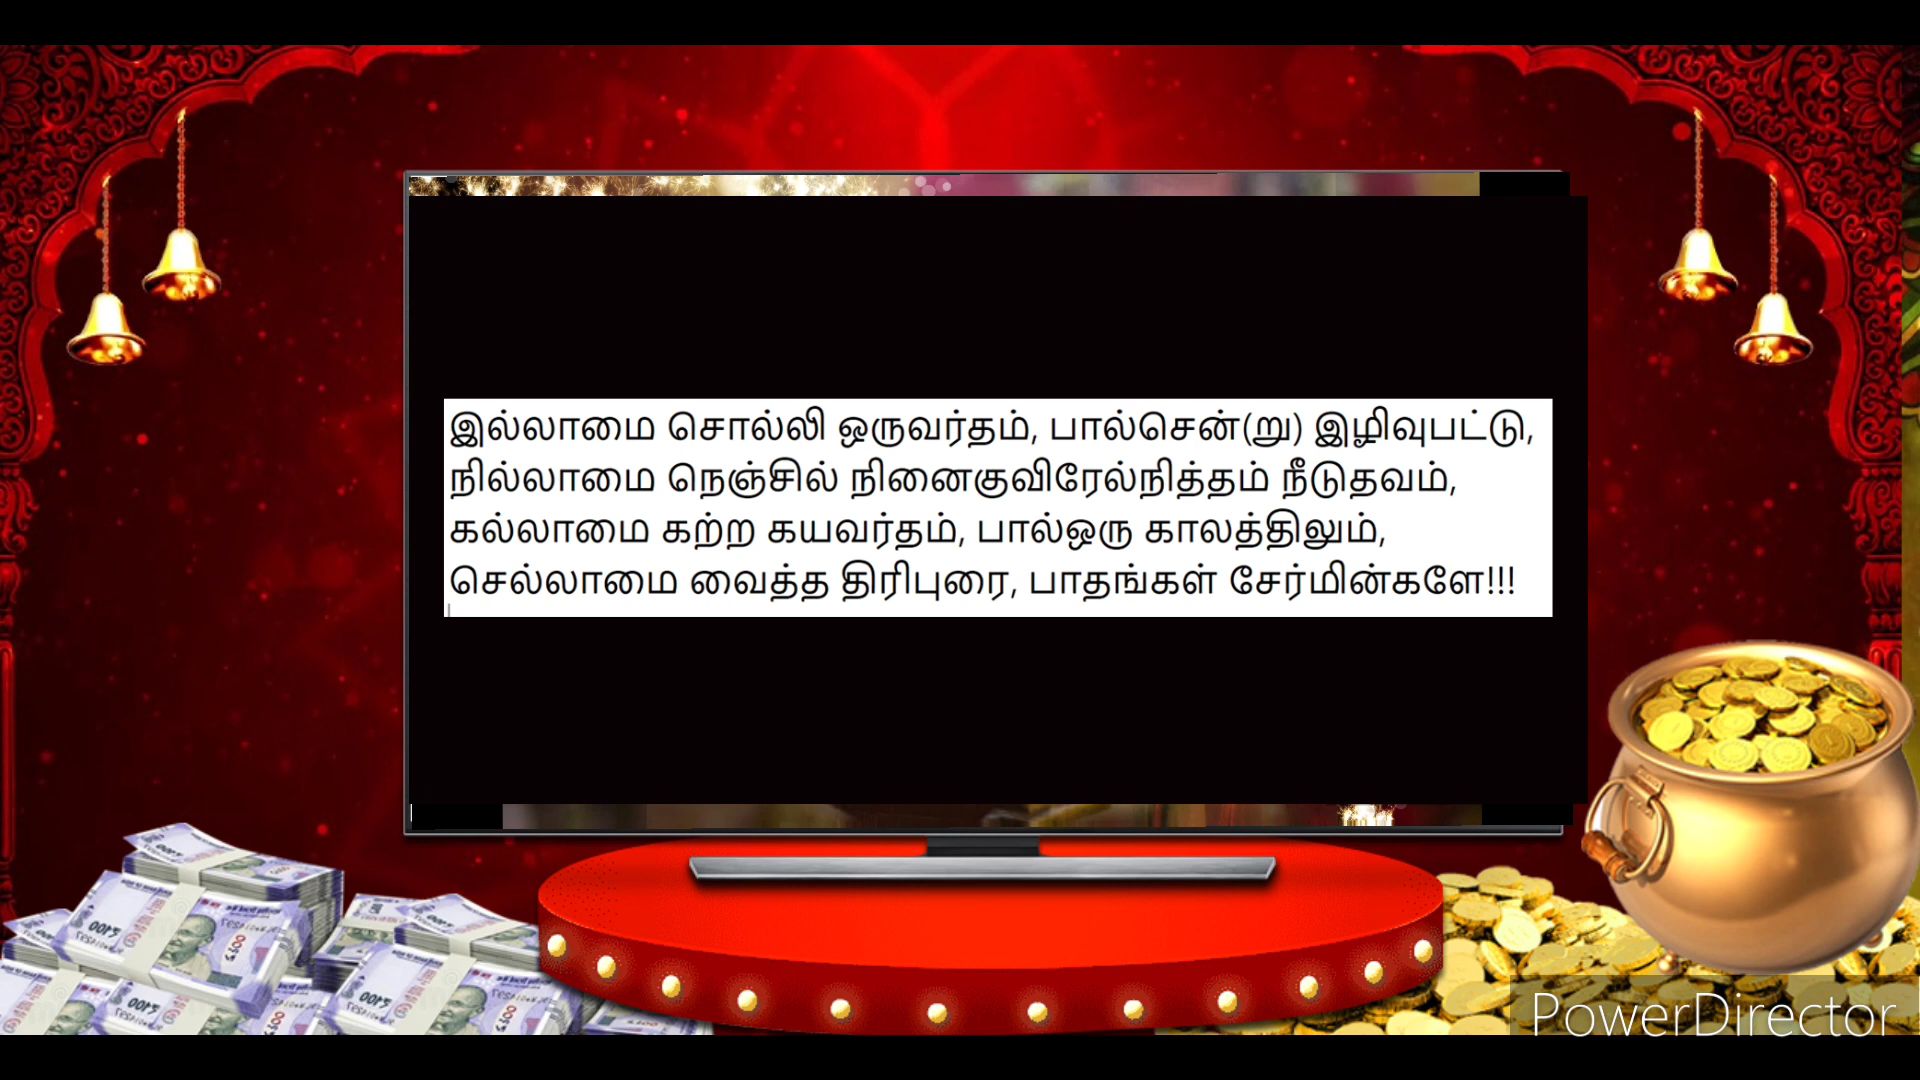 இல்லாமை சொல்லி ஒருவர்தம், பால்சென்(று) இழிவுபட்டு,
நில்லாமை நெஞ்சில் நினைகுவிரேல்நித்தம் நீடுதவம்,
கல்லாமை கற்ற கயவர்தம், பால்ஒரு காலத்திலும்,
செல்லாமை வைத்த திரிபுரை, பாதங்கள் சேர்மின்களே!!!
PowerDirector